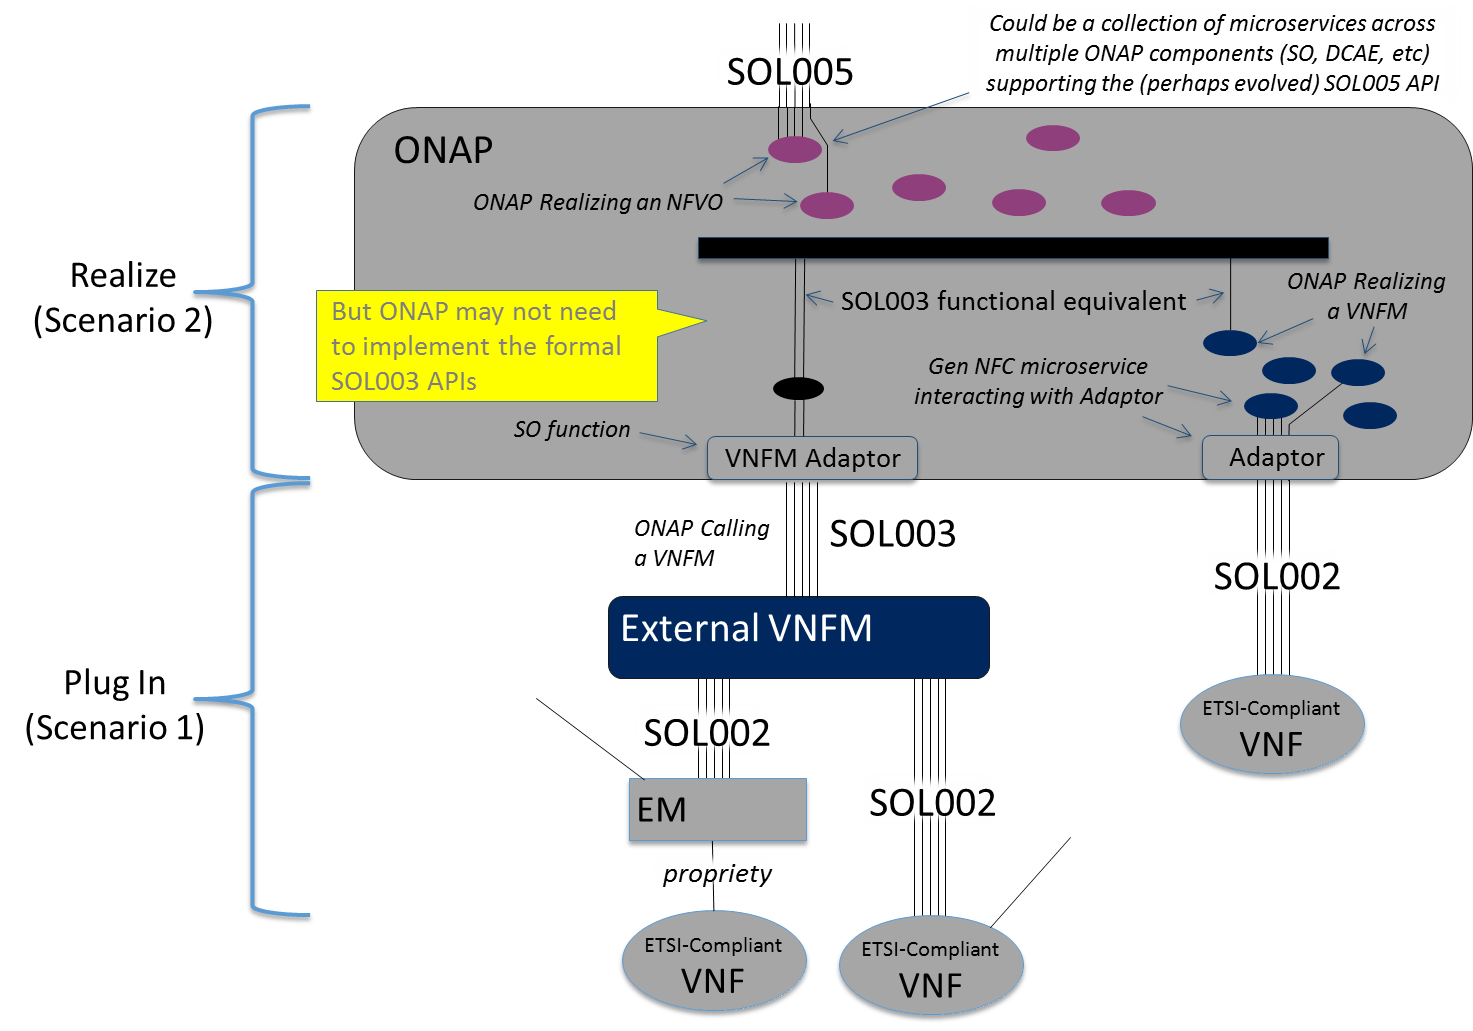 Could be a collection of microservices across
multiple ONAP components (SO, DCAE, etc)
supporting the (perhaps evolved) SOL005 API
SOL005
ONAP
ONAP Realizing an NFVO
Realize
(Scenario 2)
But ONAP may not need
to implement the formal
SOL003 APIs
SOL003 functional equivalent
ONAP Realizing
a VNFM
Gen NFC microservice
interacting with Adaptor
SO function
VNFM Adaptor
Adaptor
ONAP Calling
a VNFM
SOL003
SOL002
External VNFM
Plug In
(Scenario 1)
SOL002
ETSI-Compliant
VNF
EM
SOL002
propriety
ETSI-Compliant
VNF
ETSI-Compliant
VNF